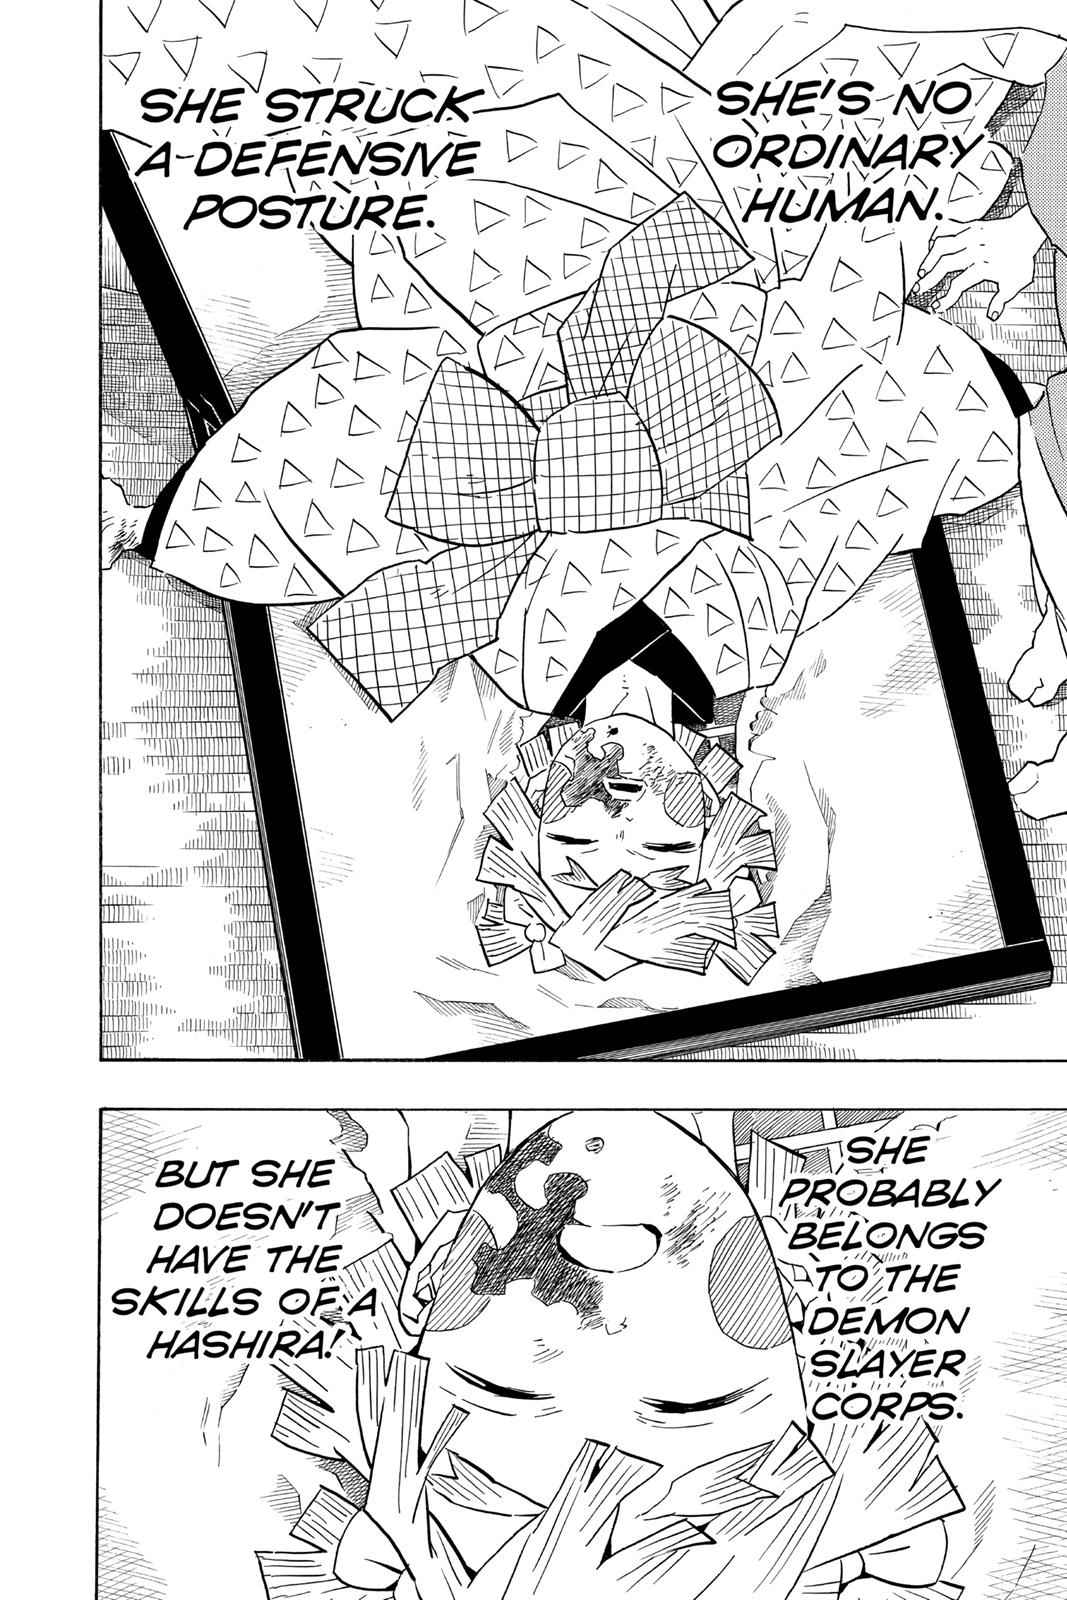 SHE'S NO
ORDINARY
HUMAN.
SHE STRUCK
A DEFENSIVE
POSTURE.
SHE
PROBABLY
BELONGS
TO THE
DEMON
SLAYER
CORPS.
BUT SHE
DOESN'T
HAVE THE
SKILLS OF A
HASHIRA!